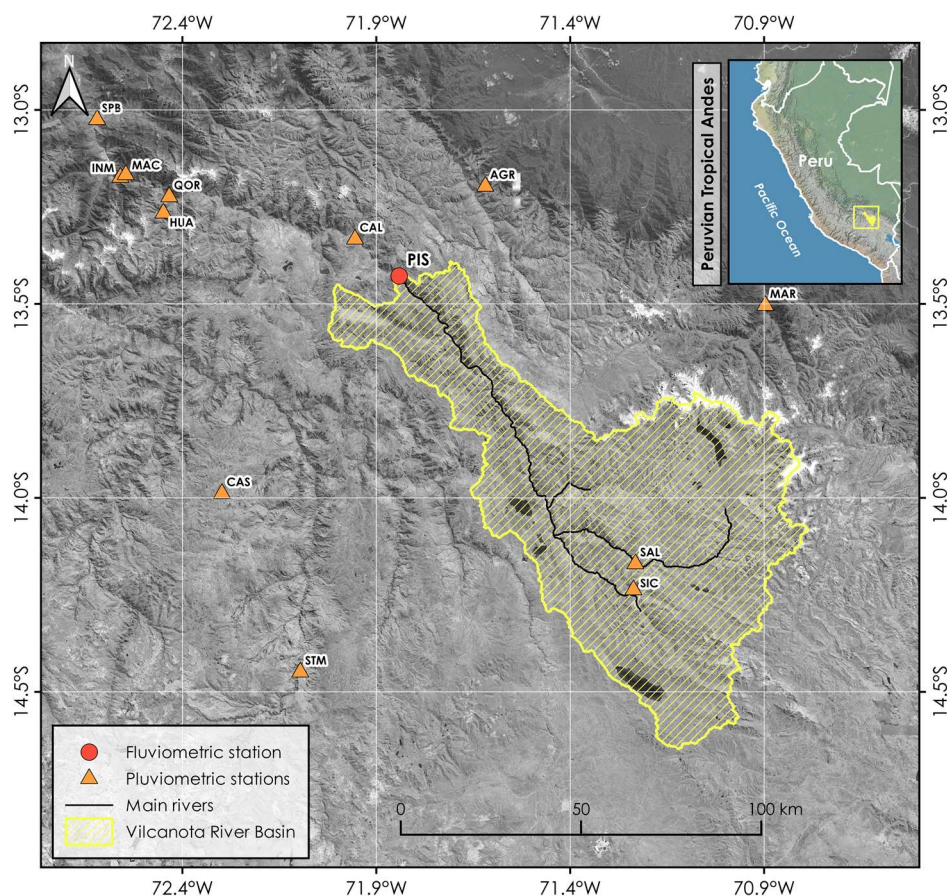 72.4°W 71.9°W 71.4°W 70.9°W
N
13.0°S
13.5°S
14.0°S
14.5°S
13.0°S
13.5°S
14.0°S
14.5°S
SPB
INM
MAC
QOR
HUA
CAL
AGR
PIS
MAR
CAS
SAL
SIC
STM
Peruvian Tropical Andes
Peru
Pacific Ocean
Fluviometric station
Pluviometric stations
Main rivers
Vilcanota River Basin
0 50 100 km
72.4°W 71.9°W 71.4°W 70.9°W